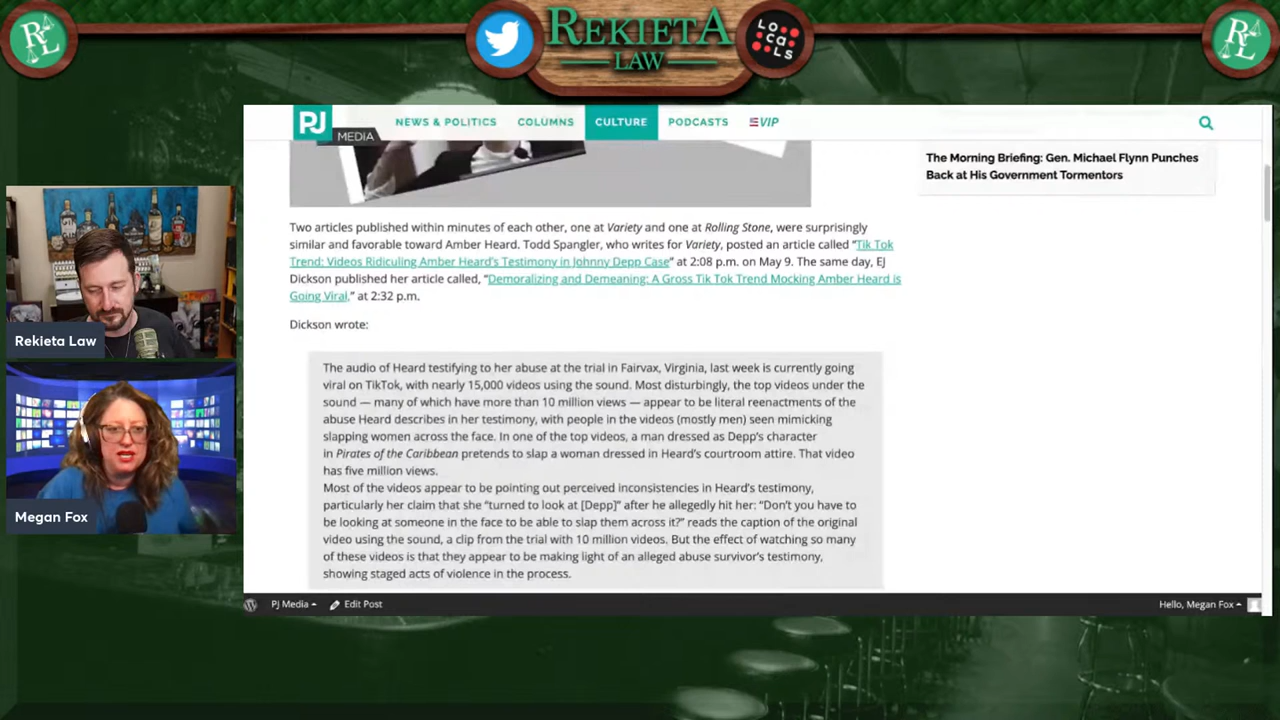 REKIETA
LAW
LOcaLS
RL
RL
PJ
MEDIA
NEWS & POLITICS
COLUMNS
CULTURE
PODCASTS
VIP
The Morning Briefing: Gen. Michael Flynn Punches
Back at His Government Tormentors
Two articles published within minutes of each other, one at Variety and one at Rolling Stone, were surprisingly
similar and favorable toward Amber Heard. Todd Spangler, who writes for Variety, posted an article called “Tik Tok
Trend: Videos Ridiculing Amber Heard's Testimony in Johnny Depp Case” at 2:08 p.m. on May 9. The same day, EJ
Dickson published her article called, “Demoralizing and Demeaning: A Gross Tik Tok Trend Mocking Amber Heard is
Going Viral,” at 2:32 p.m.
Dickson wrote:
The audio of Heard testifying to her abuse at the trial in Fairvax, Virginia, last week is currently going
viral on TikTok, with nearly 15,000 videos using the sound. Most disturbingly, the top videos under the
sound — many of which have more than 10 million views — appear to be literal reenactments of the
abuse Heard describes in her testimony, with people in the videos (mostly men) seen mimicking
slapping women across the face. In one of the top videos, a man dressed as Depp's character
in Pirates of the Caribbean pretends to slap a woman dressed in Heard's courtroom attire. That video
has five million views.
Most of the videos appear to be pointing out perceived inconsistencies in Heard's testimony,
particularly her claim that she “turned to look at [Depp]” after he allegedly hit her: “Don't you have to
be looking at someone in the face to be able to slap them across it?” reads the caption of the original
video using the sound, a clip from the trial with 10 million videos. But the effect of watching so many
of these videos is that they appear to be making light of an alleged abuse survivor's testimony,
showing staged acts of violence in the process.
Rekieta Law
Megan Fox
PJ Media
Edit Post
Hello, Megan Fox